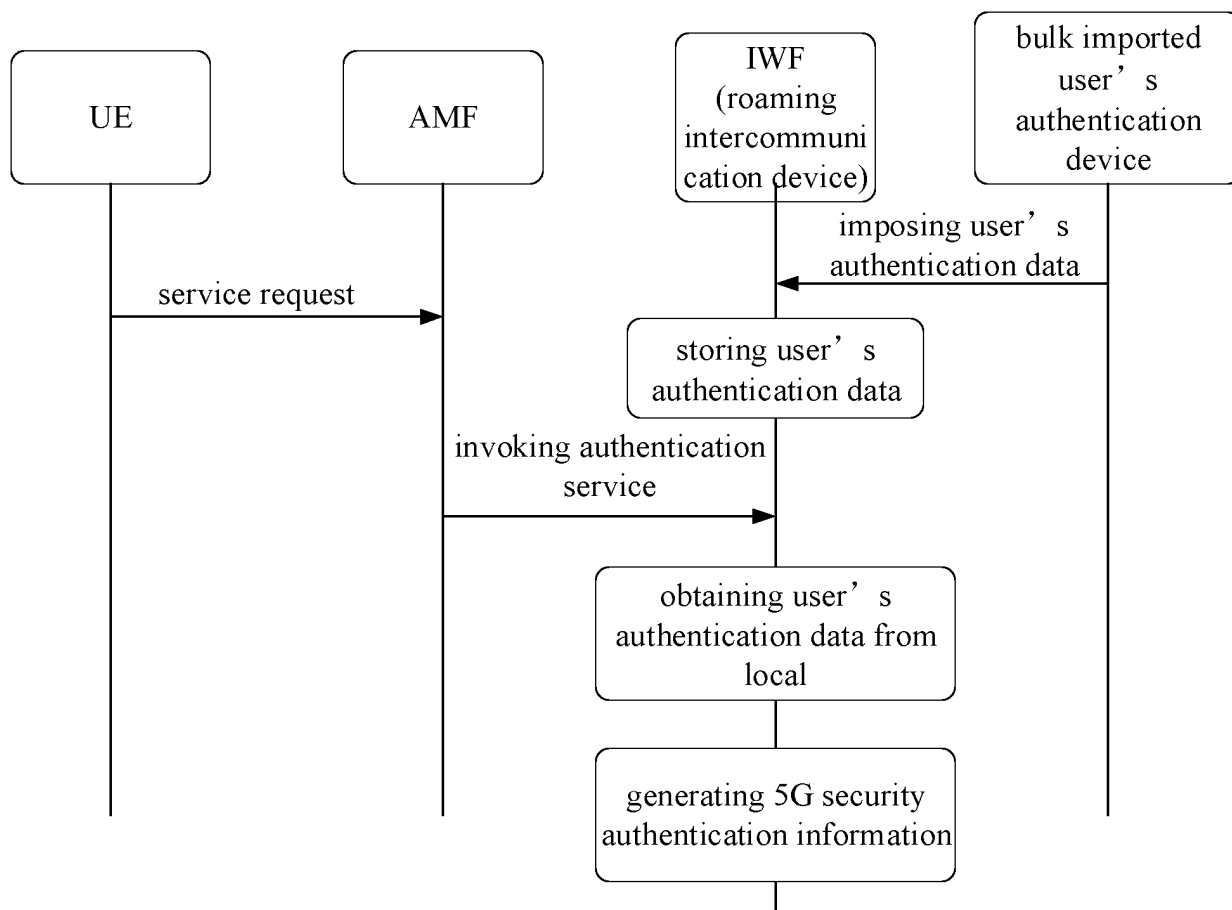 UE
AMF
IWF
(roaming
intercommuni
cation device)
bulk imported
user’s
authentication
device
imposing user’s
authentication data
service request
storing user’s
authentication data
invoking authentication
service
obtaining user’s
authentication data from
local
generating 5G security
authentication information